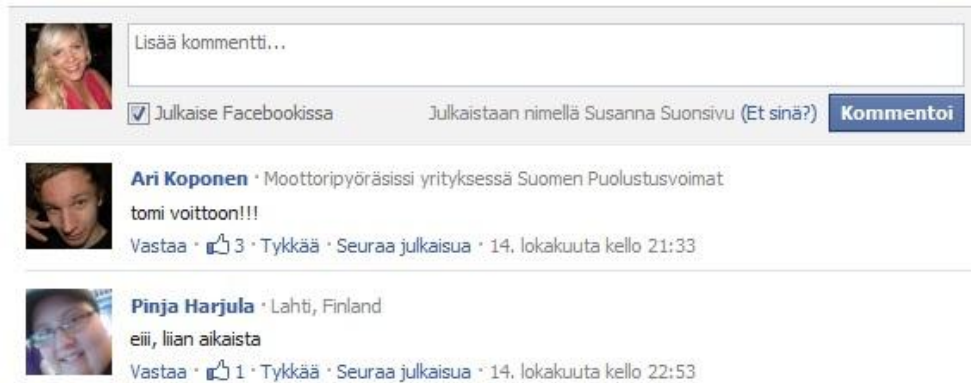 Lisää kommentti...
Julkaise Facebookissa Julkaistaan nimellä Susanna Suonsivu (Et sinä?) Kommentoi
Ari Koponen · Moottoripyöräsissi yrityksessä Suomen Puolustusvoimat
tomi voittoon!!!
Vastaa · 3 · Tykkää · Seuraa julkaisua · 14. lokakuuta kello 21:33
Pinja Harjula · Lahti, Finland
eiii, liian aikaista
Vastaa · 1 · Tykkää · Seuraa julkaisua · 14. lokakuuta kello 22:53